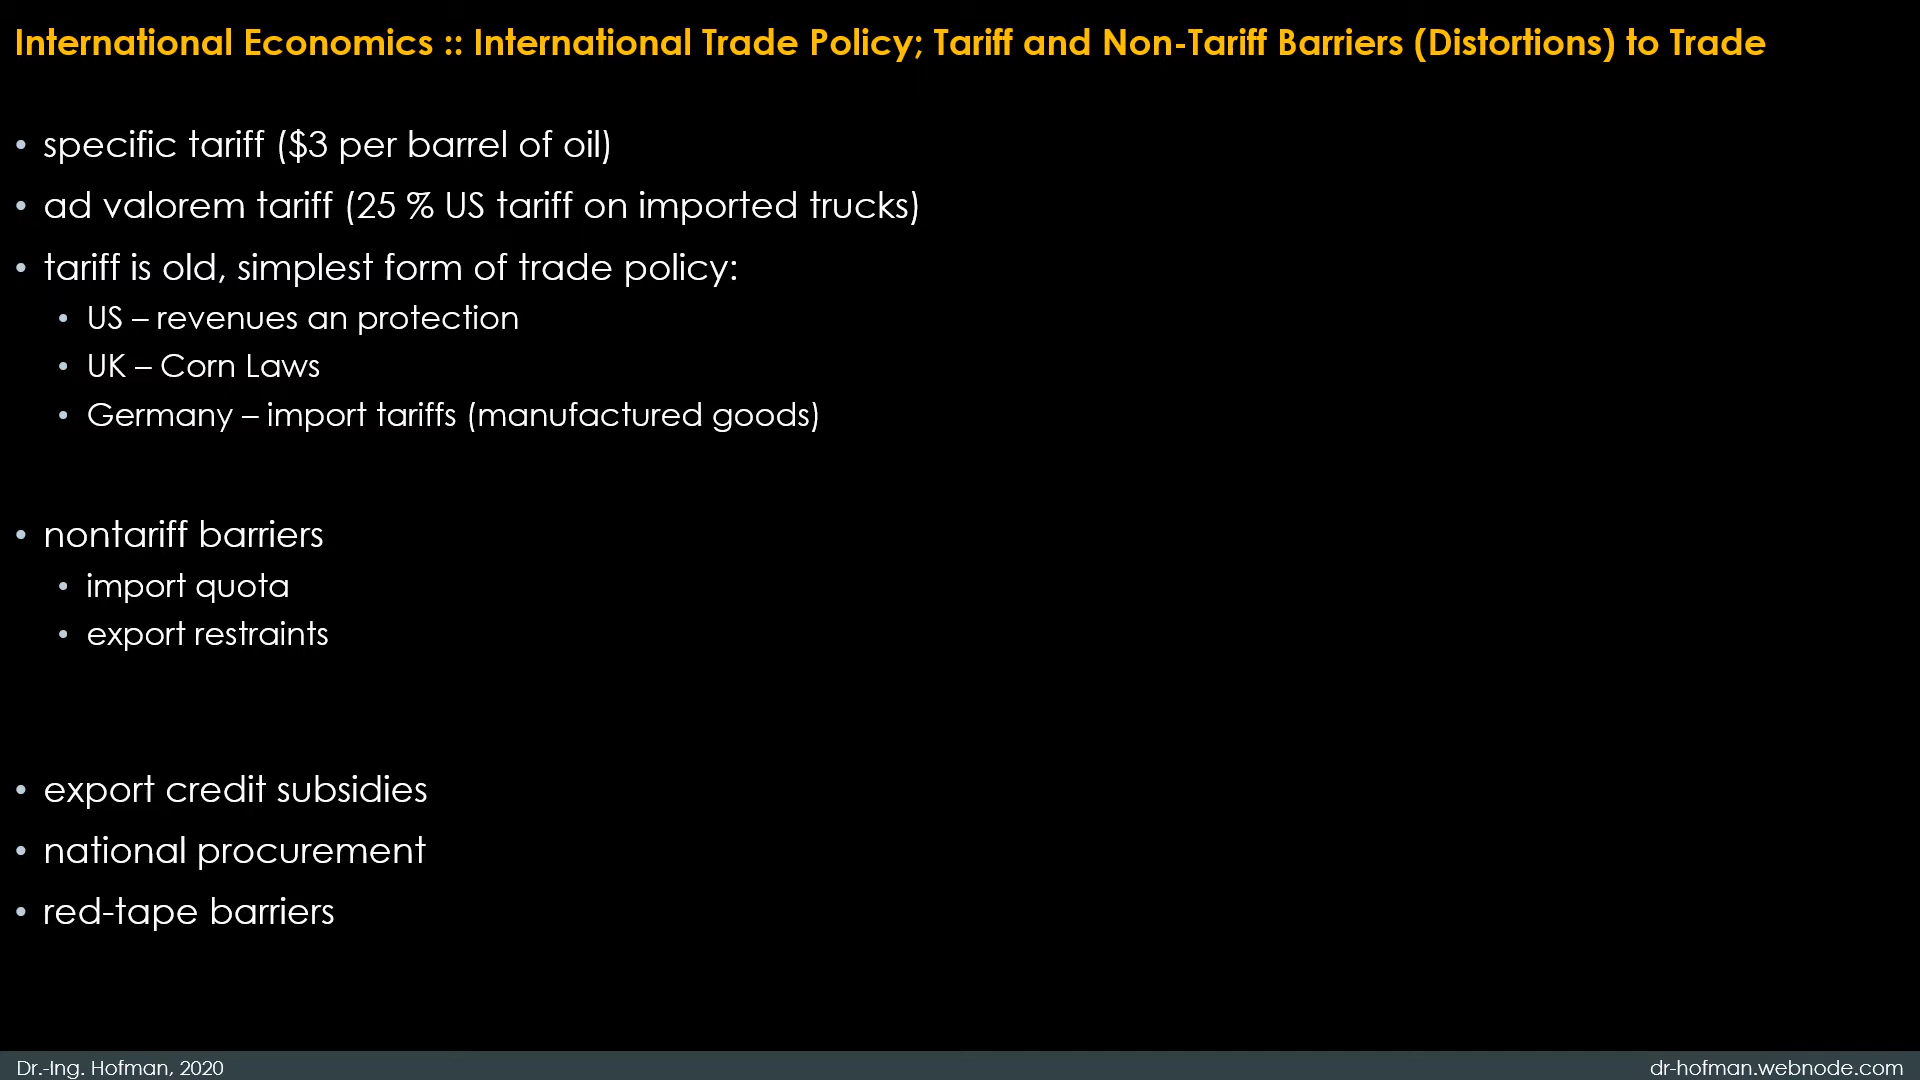 International Economics :: International Trade Policy; Tariff and Non-Tariff Barriers (Distortions) to Trade
• specific tariff ($3 per barrel of oil)
• ad valorem tariff (25 % US tariff on imported trucks)
• tariff is old, simplest form of trade policy:
• US – revenues an protection
• UK – Corn Laws
• Germany – import tariffs (manufactured goods)
• nontariff barriers
• import quota
• export restraints
• export credit subsidies
• national procurement
• red-tape barriers
Dr.-Ing. Hofman, 2020
dr-hofman.webnode.com